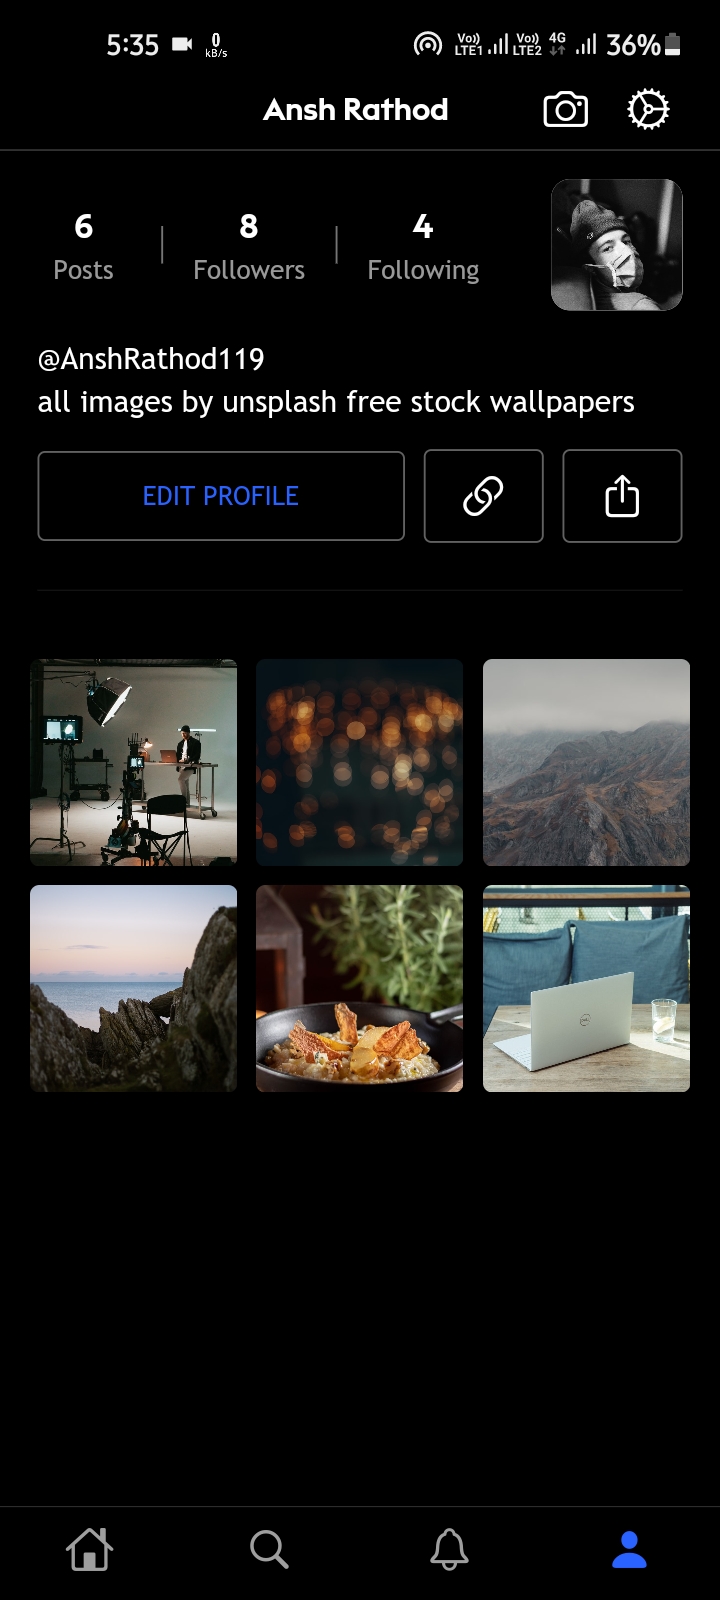 5:35 0 kB/s Vo)) LTE1 Vo)) LTE2 4G 36%
Ansh Rathod
6 8 4
Posts Followers Following
@AnshRathod119
all images by unsplash free stock wallpapers
EDIT PROFILE
DELL